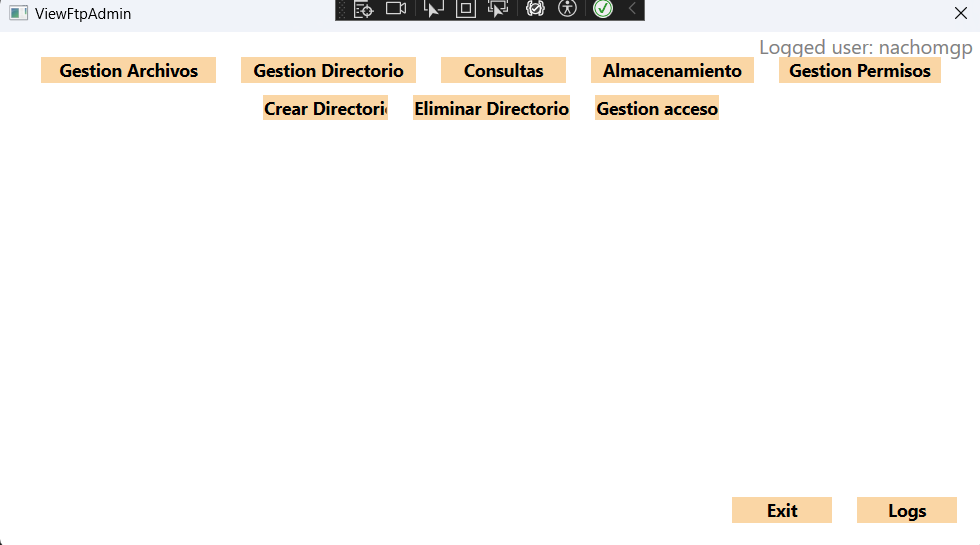 ViewFtpAdmin
Logged user: nachomgp
Gestion Archivos Gestion Directorio Consultas Almacenamiento Gestion Permisos
Crear Directori Eliminar Directorio Gestion acceso
Exit Logs